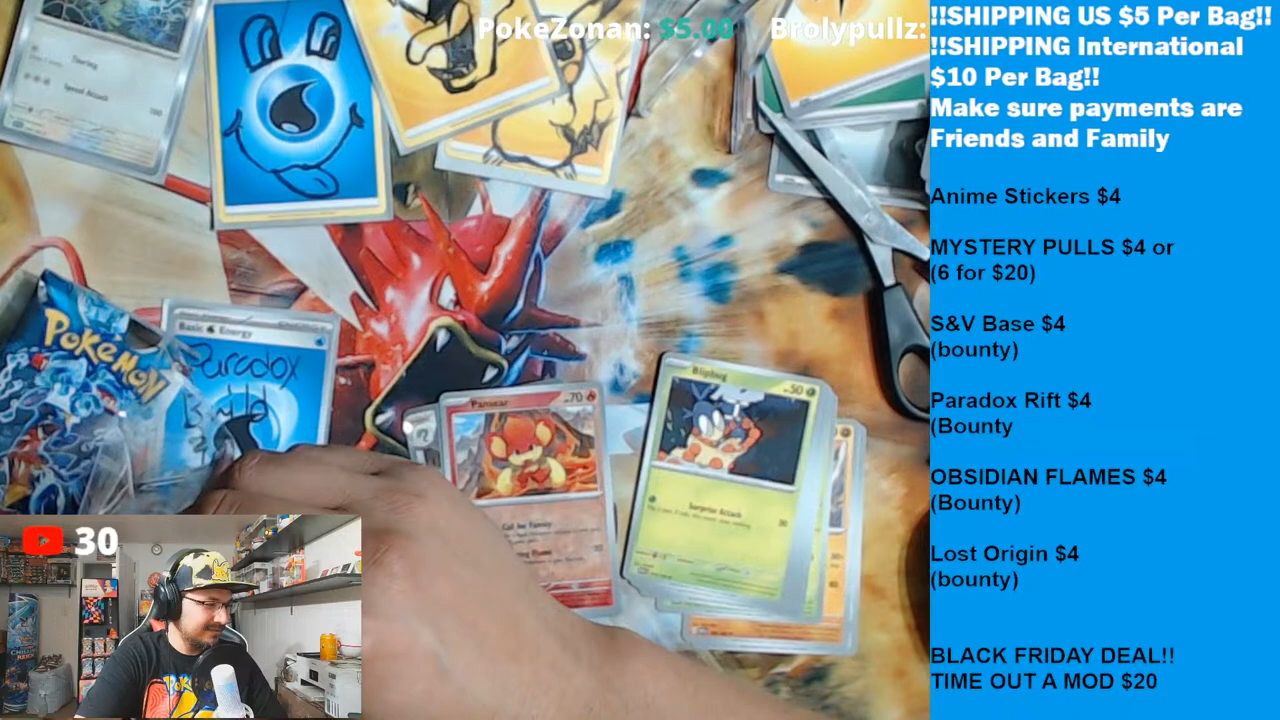 PokeZonan: $5.00 Brolypullz:
!!SHIPPING US $5 Per Bag!!
!!SHIPPING International
$10 Per Bag!!
Make sure payments are
Friends and Family
Anime Stickers $4
MYSTERY PULLS $4 or
(6 for $20)
S&V Base $4
(bounty)
Paradox Rift $4
(Bounty
OBSIDIAN FLAMES $4
(Bounty)
Lost Origin $4
(bounty)
BLACK FRIDAY DEAL!!
TIME OUT A MOD $20
POKéMON
Basic Energy
Paradox
Pansear 70
Call for Family
Blipbug 50
Surprise Attack
30